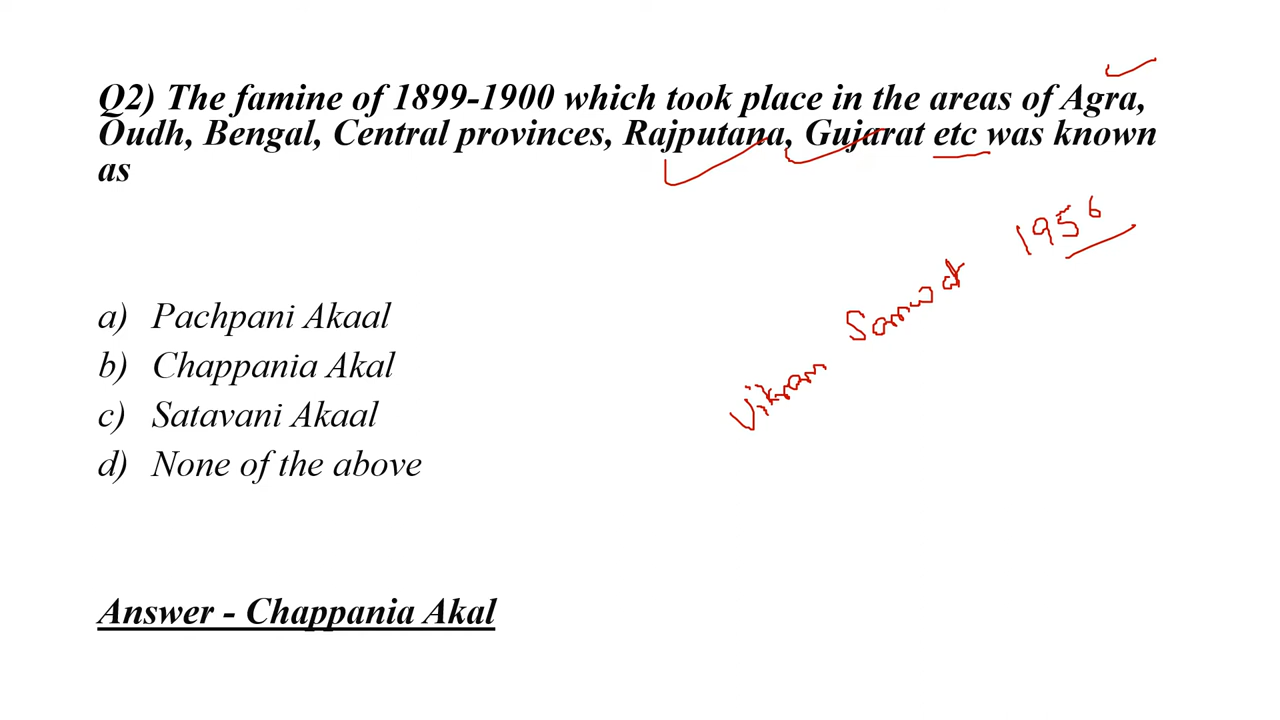 Q2) The famine of 1899-1900 which took place in the areas of Agra,
Oudh, Bengal, Central provinces, Rajputana, Gujarat etc was known
as
1956
Vikram Samvat
a) Pachpani Akaal
b) Chappania Akal
c) Satavani Akaal
d) None of the above
Answer - Chappania Akal